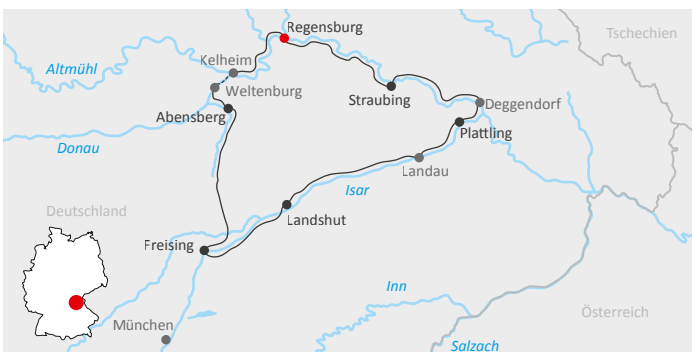 Regensburg
Tschechien
Kelheim
Altmühl
Weltenburg
Straubing
Deggendorf
Abensberg
Plattling
Donau
Landau
Isar
Deutschland
Landshut
Freising
Inn
Österreich
München
Salzach